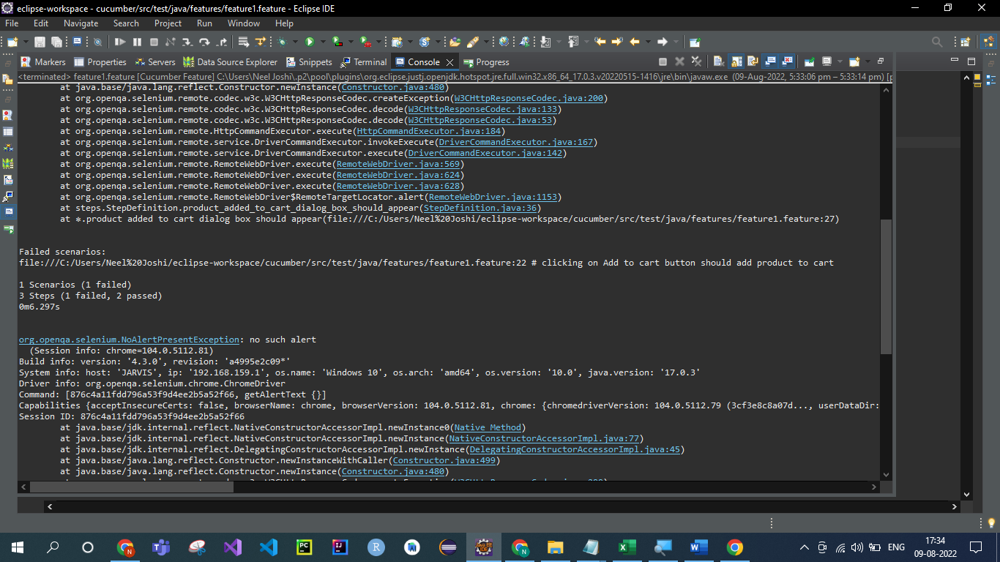 eclipse-workspace - cucumber/src/test/java/features/feature1.feature - Eclipse IDE
File Edit Workspace Navigate Search Project Run Window Help
Markers Properties Servers Data Source Explorer Snippets Terminal Console Progress
<terminated> feature1.feature [Cucumber Feature] C:\Users\Neel Joshi\.p2\pool\plugins\org.eclipse.justj.openjdk.hotspot.jre.full.win32.x86_64_17.0.3.v20220515-1416\jre\bin\javaw.exe (09-Aug-2022, 5:33:06 pm – 5:33:14 pm) [p
at java.base/java.lang.reflect.Constructor.newInstance(Constructor.java:480)
at org.openqa.selenium.remote.codec.w3c.W3CHttpResponseCodec.createException(W3CHttpResponseCodec.java:200)
at org.openqa.selenium.remote.codec.w3c.W3CHttpResponseCodec.decode(W3CHttpResponseCodec.java:133)
at org.openqa.selenium.remote.codec.w3c.W3CHttpResponseCodec.decode(W3CHttpResponseCodec.java:53)
at org.openqa.selenium.remote.HttpCommandExecutor.execute(HttpCommandExecutor.java:184)
at org.openqa.selenium.remote.service.DriverCommandExecutor.invokeExecute(DriverCommandExecutor.java:167)
at org.openqa.selenium.remote.service.DriverCommandExecutor.execute(DriverCommandExecutor.java:142)
at org.openqa.selenium.remote.RemoteWebDriver.execute(RemoteWebDriver.java:569)
at org.openqa.selenium.remote.RemoteWebDriver.execute(RemoteWebDriver.java:624)
at org.openqa.selenium.remote.RemoteWebDriver.execute(RemoteWebDriver.java:628)
at org.openqa.selenium.remote.RemoteWebDriver$RemoteTargetLocator.alert(RemoteWebDriver.java:1153)
at steps.StepDefinition.product_added_to_cart_dialog_box_should_appear(StepDefinition.java:36)
at ✽.product added to cart dialog box should appear(file:///C:/Users/Neel%20Joshi/eclipse-workspace/cucumber/src/test/java/features/feature1.feature:27)
Failed scenarios:
file:///C:/Users/Neel%20Joshi/eclipse-workspace/cucumber/src/test/java/features/feature1.feature:22 # clicking on Add to cart button should add product to cart
1 Scenarios (1 failed)
3 Steps (1 failed, 2 passed)
0m6.297s
org.openqa.selenium.NoAlertPresentException: no such alert
(Session info: chrome=104.0.5112.81)
Build info: version: '4.3.0', revision: 'a4995e2c09*'
System info: host: 'JARVIS', ip: '192.168.159.1', os.name: 'Windows 10', os.arch: 'amd64', os.version: '10.0', java.version: '17.0.3'
Driver info: org.openqa.selenium.chrome.ChromeDriver
Command: [876c4a11fdd796a53f9d4ee2b5a52f66, getAlertText {}]
Capabilities {acceptInsecureCerts: false, browserName: chrome, browserVersion: 104.0.5112.81, chrome: {chromedriverVersion: 104.0.5112.79 (3cf3e8c8a07d..., userDataDir:
Session ID: 876c4a11fdd796a53f9d4ee2b5a52f66
at java.base/jdk.internal.reflect.NativeConstructorAccessorImpl.newInstance0(Native Method)
at java.base/jdk.internal.reflect.NativeConstructorAccessorImpl.newInstance(NativeConstructorAccessorImpl.java:77)
at java.base/jdk.internal.reflect.DelegatingConstructorAccessorImpl.newInstance(DelegatingConstructorAccessorImpl.java:45)
at java.base/java.lang.reflect.Constructor.newInstanceWithCaller(Constructor.java:499)
at java.base/java.lang.reflect.Constructor.newInstance(Constructor.java:480)
ENG
17:34
09-08-2022